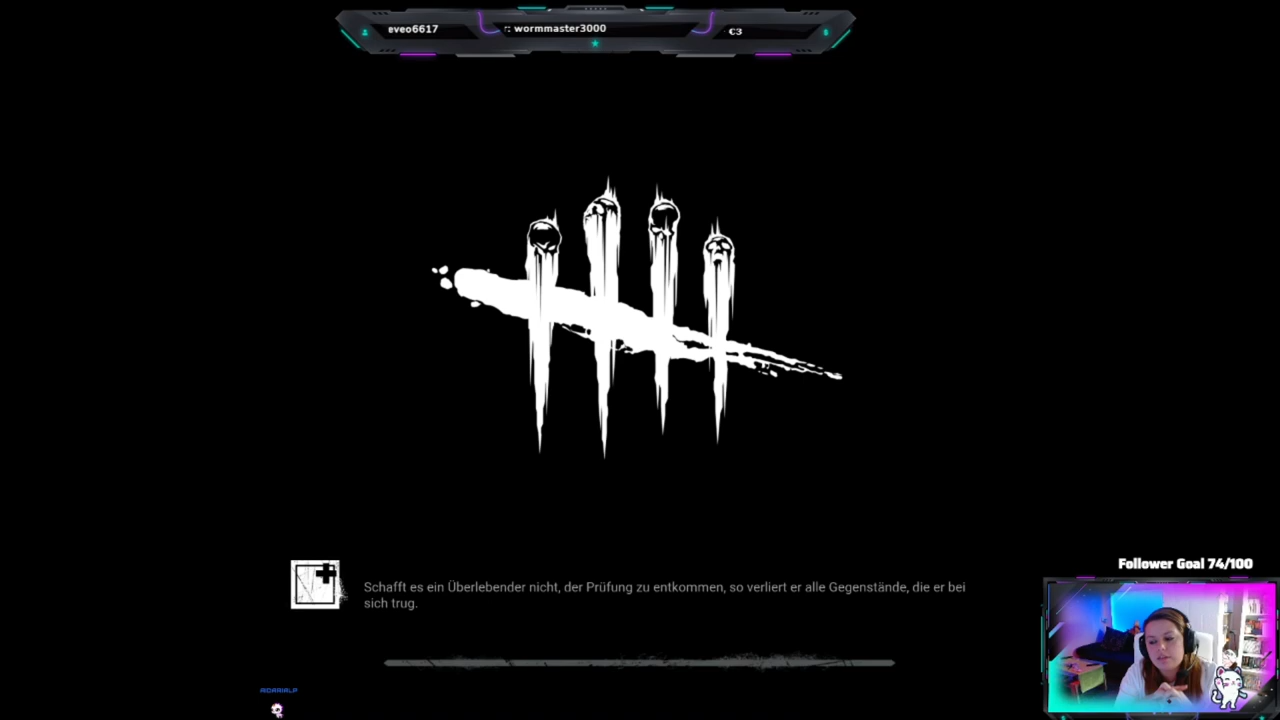 eveo6617
wormmaster3000
€3
Schafft es ein Überlebender nicht, der Prüfung zu entkommen, so verliert er alle Gegenstände, die er bei
sich trug.
Follower Goal 74/100